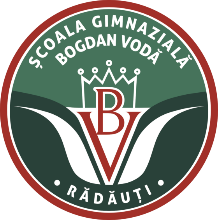 ȘCOALA GIMNAZIALĂ
BOGDAN VODĂ
BV
• RĂDĂUȚI •